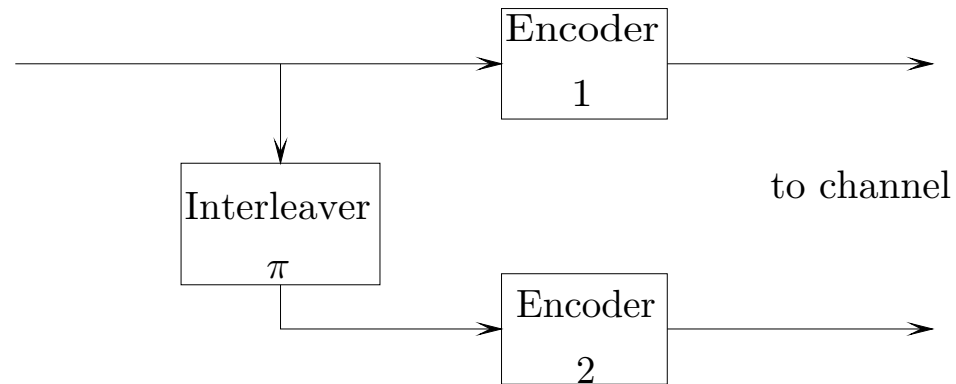 Encoder
1
to channel
Interleaver
π
Encoder
2